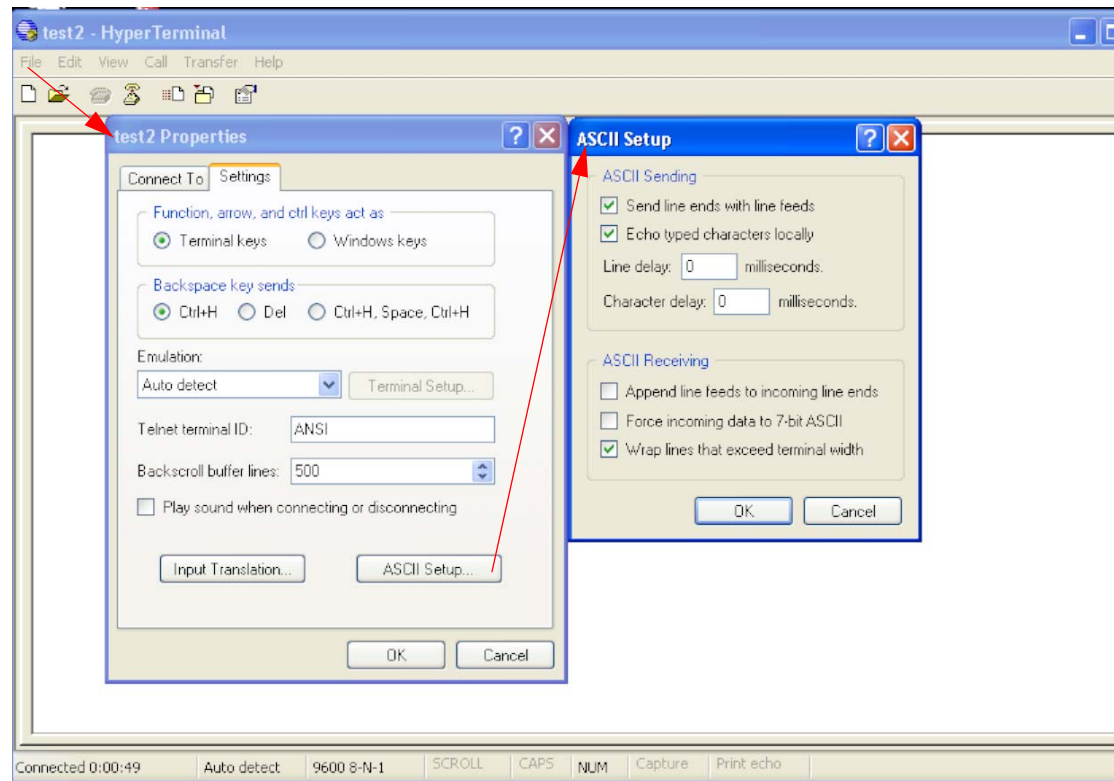 test2 - HyperTerminal
File Edit View Call Transfer Help
test2 Properties
Connect To Settings
Function, arrow, and ctrl keys act as
Terminal keys Windows keys
Backspace key sends
Ctrl+H Del Ctrl+H, Space, Ctrl+H
Emulation:
Auto detect Terminal Setup...
Telnet terminal ID: ANSI
Backscroll buffer lines: 500
Play sound when connecting or disconnecting
Input Translation... ASCII Setup...
OK Cancel
ASCII Setup
ASCII Sending
Send line ends with line feeds
Echo typed characters locally
Line delay: 0 milliseconds.
Character delay: 0 milliseconds.
ASCII Receiving
Append line feeds to incoming line ends
Force incoming data to 7-bit ASCII
Wrap lines that exceed terminal width
OK Cancel
Connected 0:00:49 Auto detect 9600 8-N-1 SCROLL CAPS NUM Capture Print echo